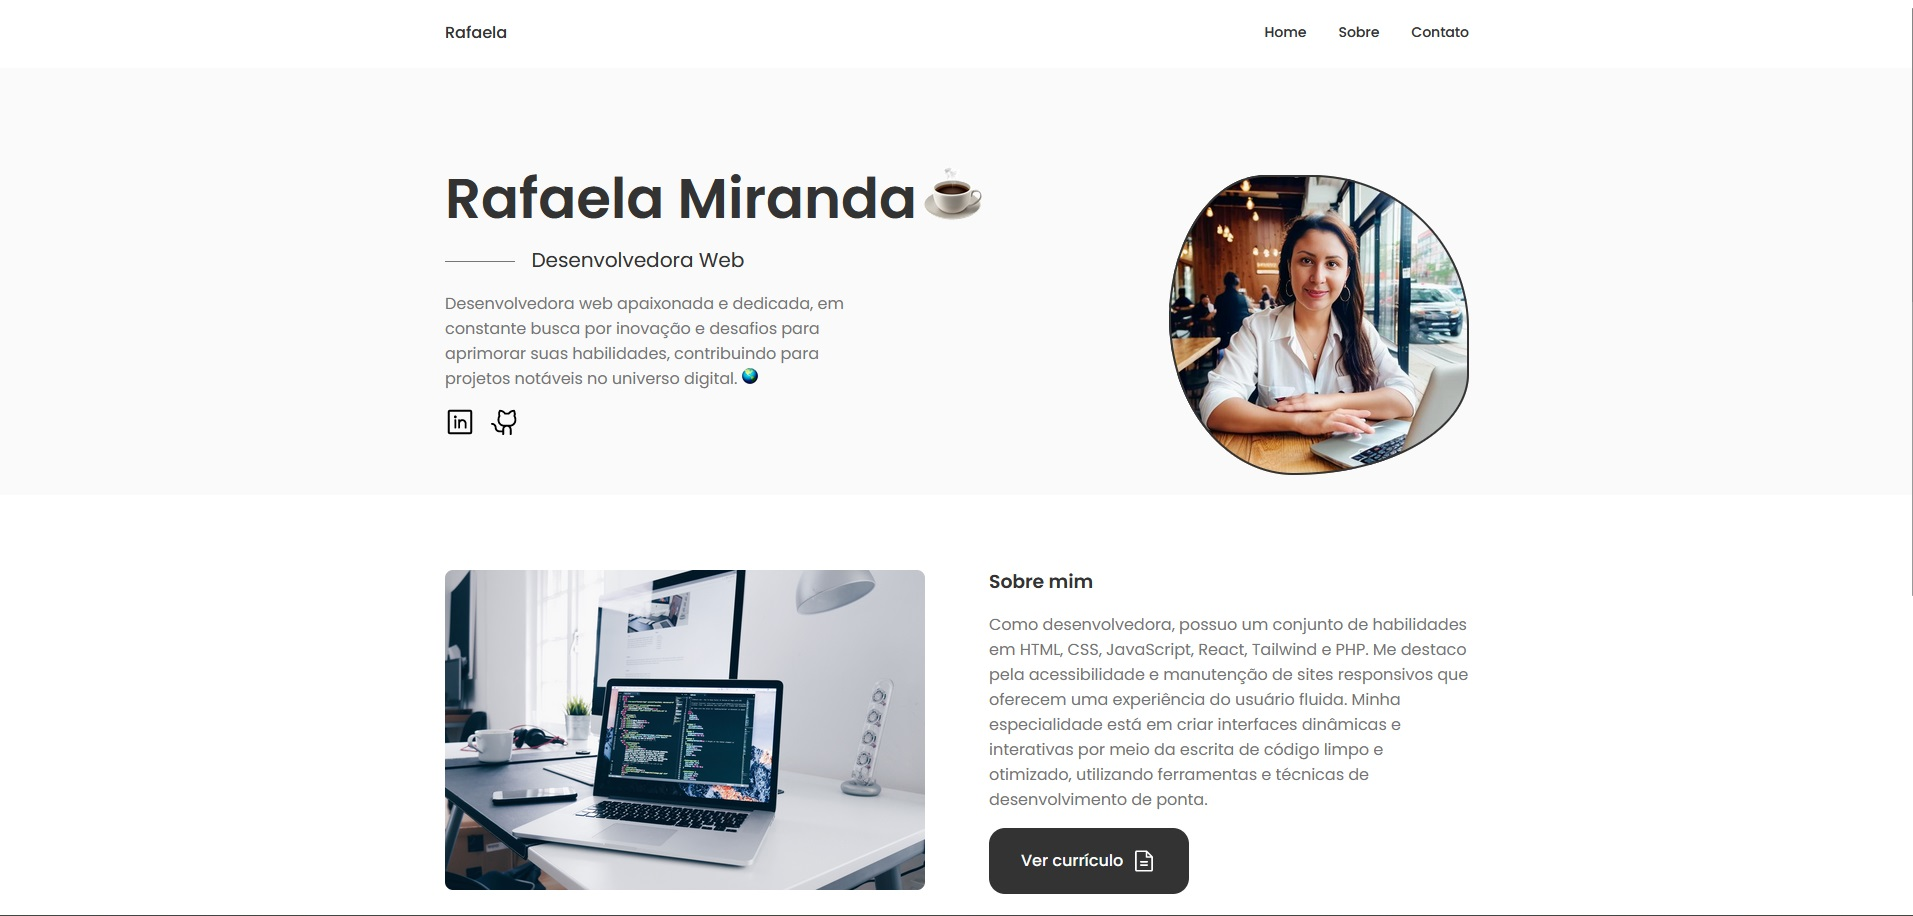 Rafaela
Home Sobre Contato
Rafaela Miranda
Desenvolvedora Web
Desenvolvedora web apaixonada e dedicada, em
constante busca por inovação e desafios para
aprimorar suas habilidades, contribuindo para
projetos notáveis no universo digital.
in
Sobre mim
Como desenvolvedora, possuo um conjunto de habilidades
em HTML, CSS, JavaScript, React, Tailwind e PHP. Me destaco
pela acessibilidade e manutenção de sites responsivos que
oferecem uma experiência do usuário fluida. Minha
especialidade está em criar interfaces dinâmicas e
interativas por meio da escrita de código limpo e
otimizado, utilizando ferramentas e técnicas de
desenvolvimento de ponta.
Ver currículo